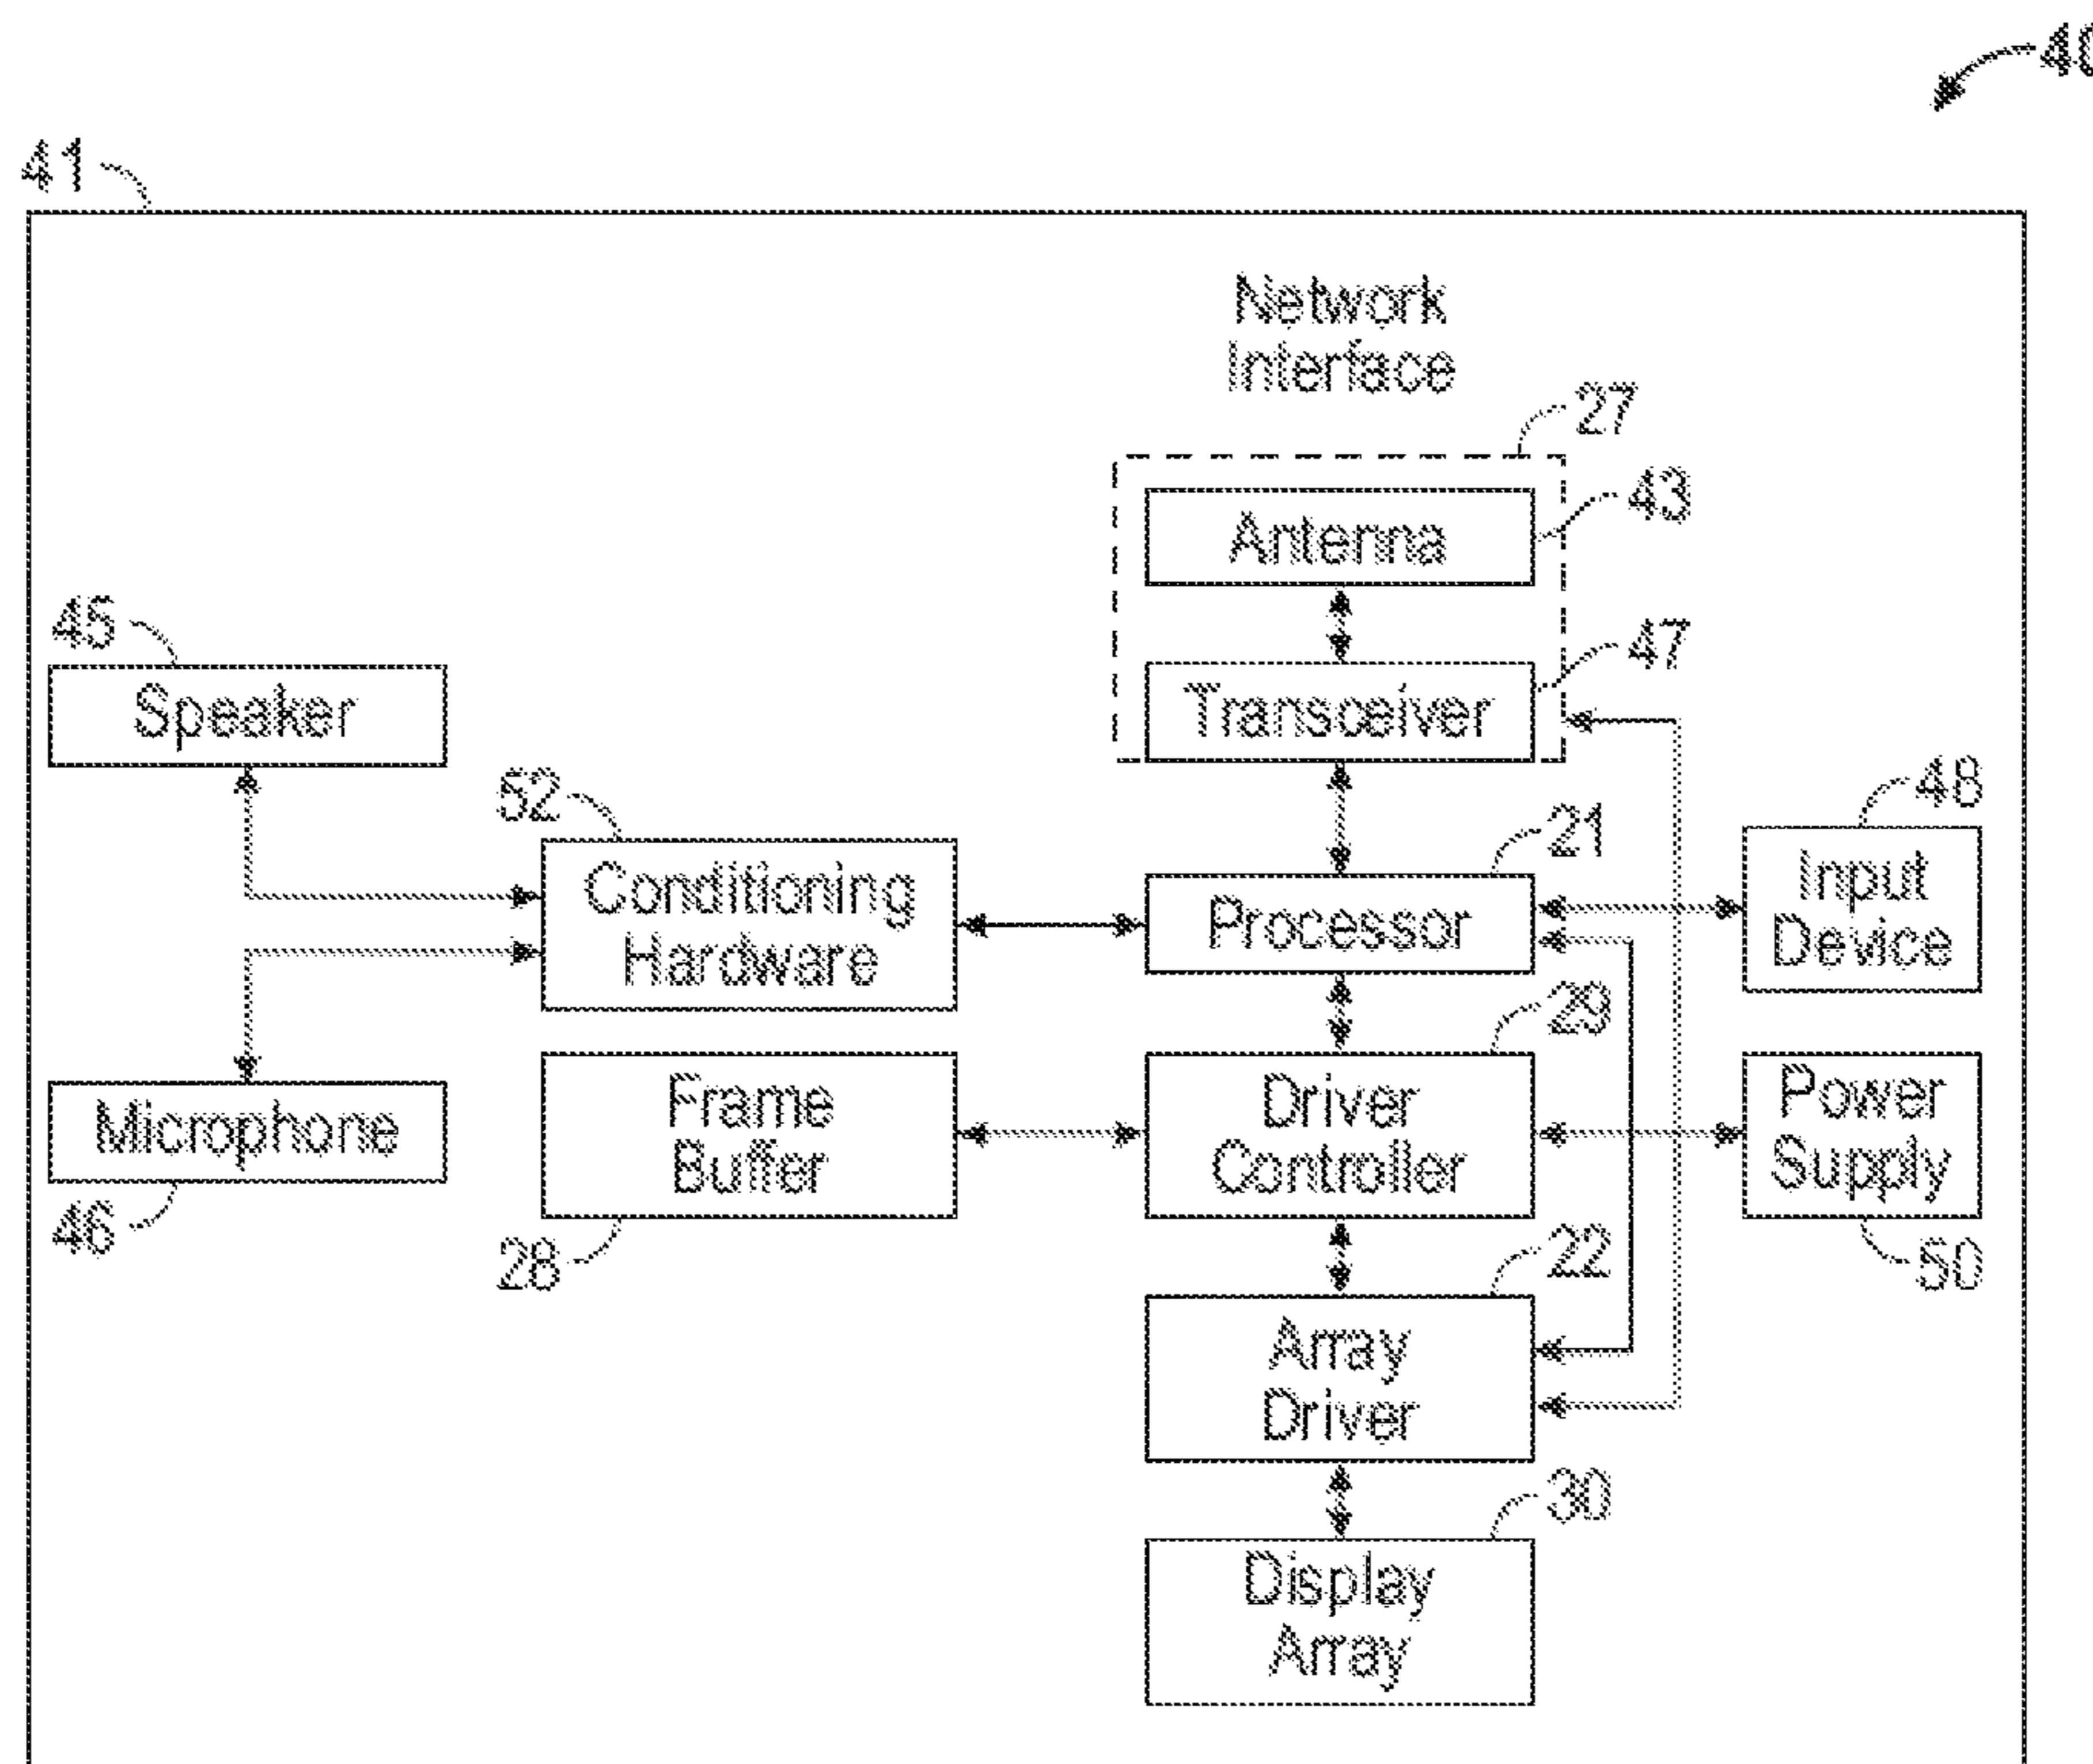 40
41
Network
Interface
27
43
Antenna
47
Transceiver
45
Speaker
52
Conditioning
Hardware
21
Processor
48
Input
Device
29
Driver
Controller
Frame
Buffer
28
Power
Supply
50
Microphone
46
22
Array
Driver
30
Display
Array